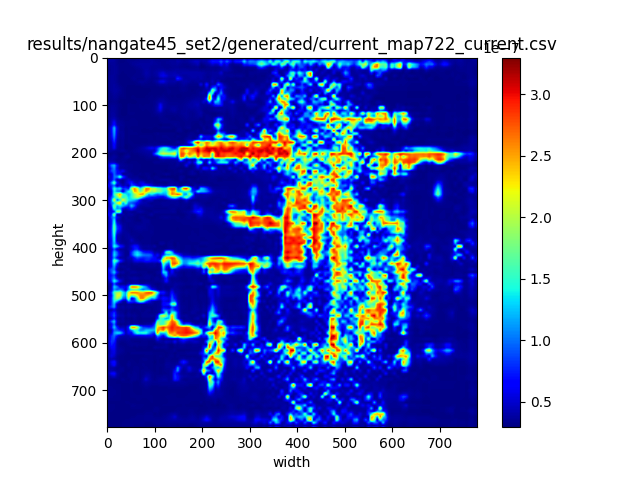 results/nangate45_set2/generated/current_map722_current.csv
1e−7
0
100
200
300
400
500
600
700
height
0 100 200 300 400 500 600 700
width
3.0
2.5
2.0
1.5
1.0
0.5